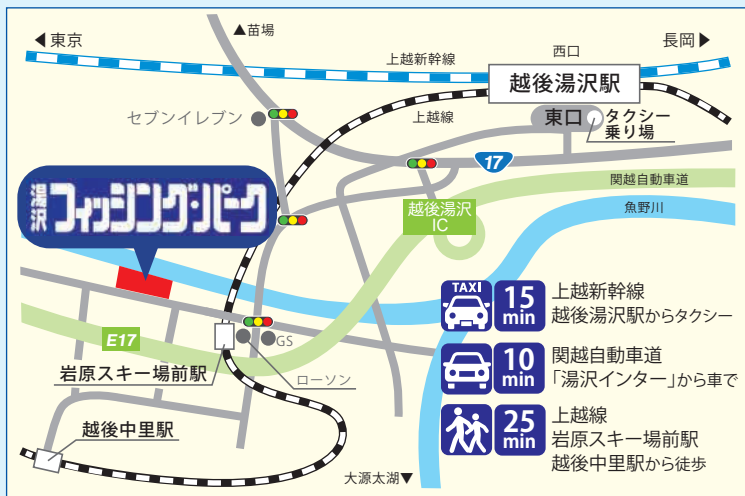 ◀東京
▲苗場
上越新幹線
西口
長岡▶
越後湯沢駅
セブンイレブン
上越線
東口
タクシー
乗り場
17
関越自動車道
湯沢 フィッシング・パーク
越後湯沢
IC
魚野川
E17
GS
岩原スキー場前駅
ローソン
越後中里駅
大源太湖▼
TAXI
15
min
上越新幹線
越後湯沢駅からタクシー
10
min
関越自動車道
「湯沢インター」から車で
25
min
上越線
岩原スキー場前駅
越後中里駅から徒歩